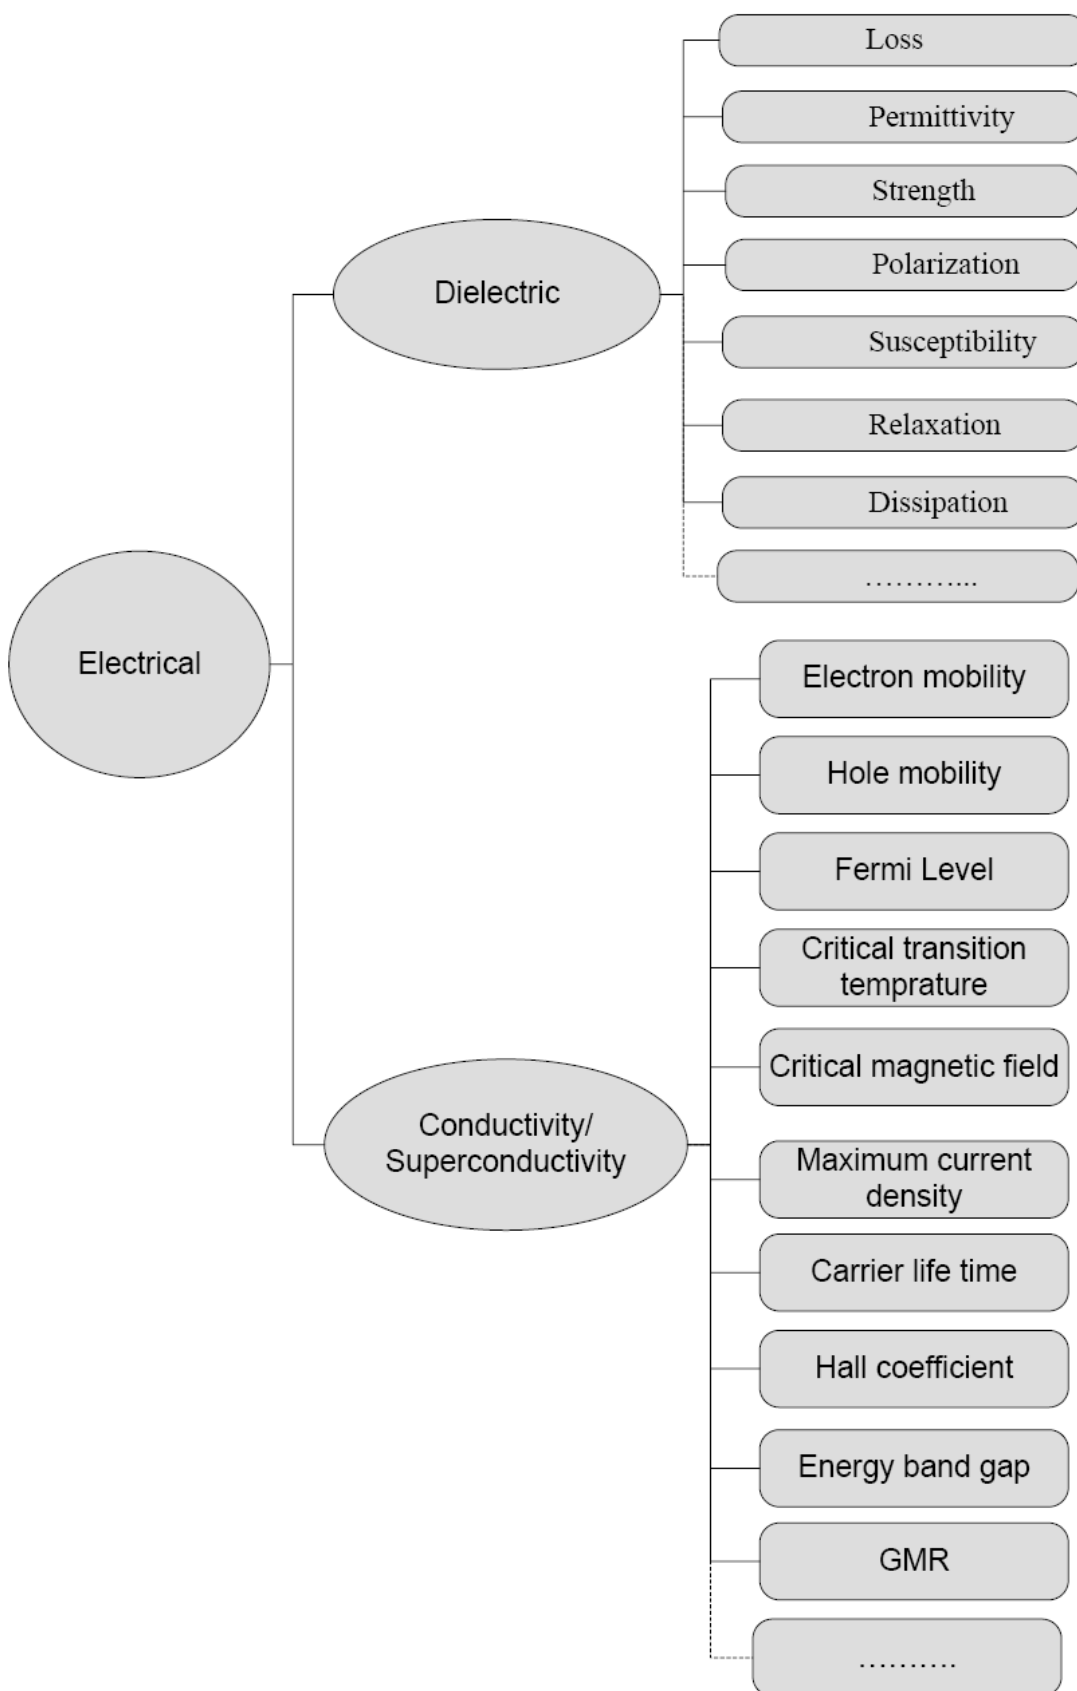 Electrical
Dielectric
Loss
Permittivity
Strength
Polarization
Susceptibility
Relaxation
Dissipation
………...
Conductivity/
Superconductivity
Electron mobility
Hole mobility
Fermi Level
Critical transition
temprature
Critical magnetic field
Maximum current
density
Carrier life time
Hall coefficient
Energy band gap
GMR
……….